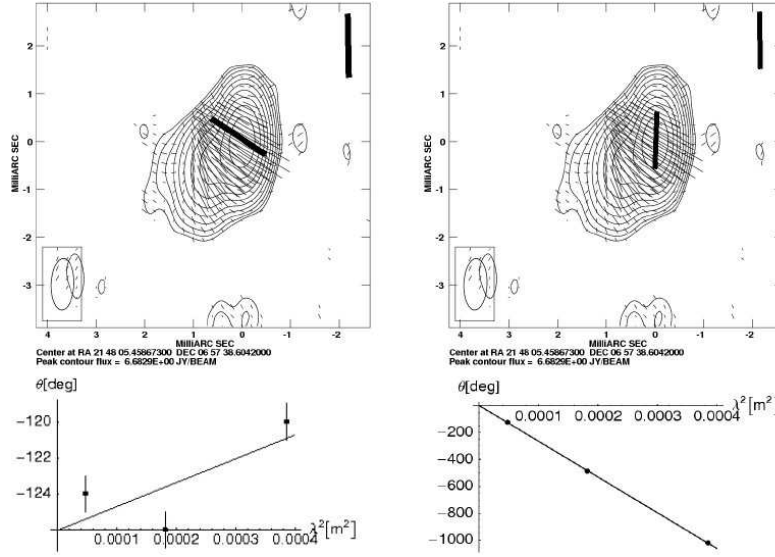 2
1
0
-1
-2
-3
MilliARC SEC
4 3 2 1 0 -1 -2
MilliARC SEC
Center at RA 21 48 05.45867300 DEC 06 57 38.6042000
Peak contour flux = 6.6829E+00 JY/BEAM
2
1
0
-1
-2
-3
MilliARC SEC
4 3 2 1 0 -1 -2
MilliARC SEC
Center at RA 21 48 05.45867300 DEC 06 57 38.6042000
Peak contour flux = 6.6829E+00 JY/BEAM
θ[deg]
-120
-122
-124
0.0001 0.0002 0.0003 0.0004
λ²[m²]
θ[deg]
0.0001 0.0002 0.0003 0.0004
λ²[m²]
-200
-400
-600
-800
-1000